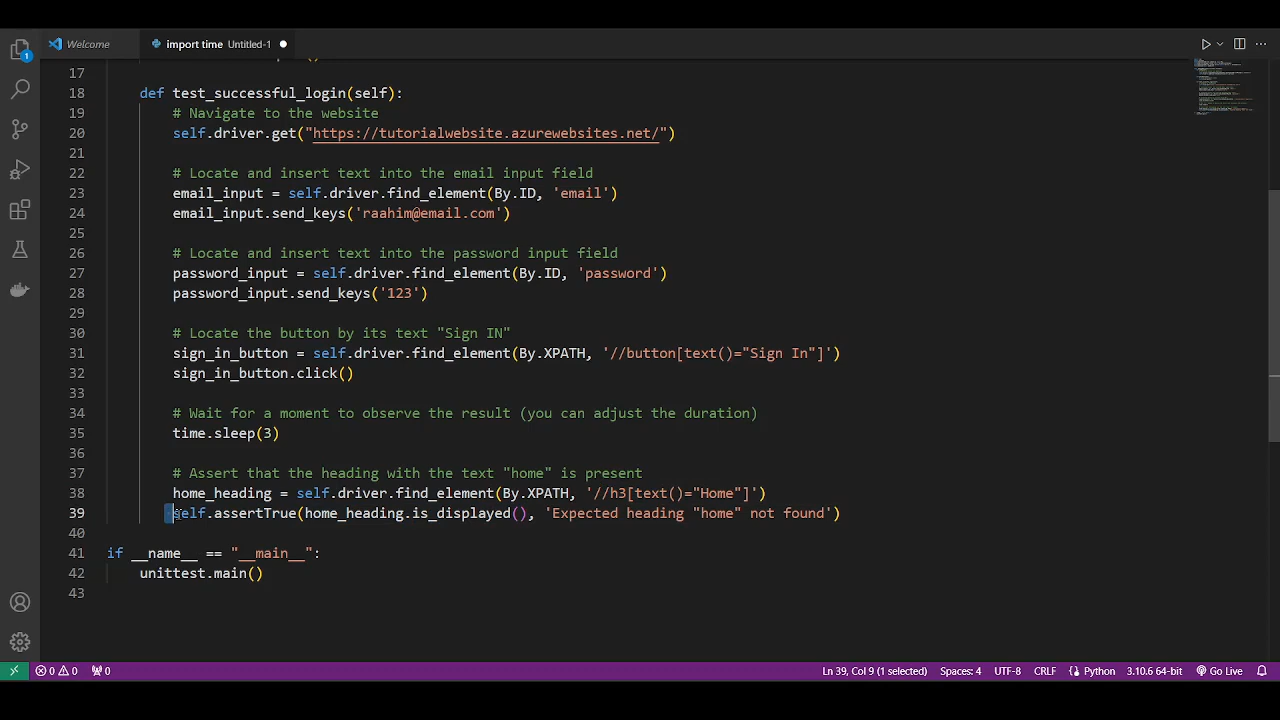 Welcome
import time Untitled-1
17
18 def test_successful_login(self):
19 # Navigate to the website
20 self.driver.get("https://tutorialwebsite.azurewebsites.net/")
21
22 # Locate and insert text into the email input field
23 email_input = self.driver.find_element(By.ID, 'email')
24 email_input.send_keys('raahim@email.com')
25
26 # Locate and insert text into the password input field
27 password_input = self.driver.find_element(By.ID, 'password')
28 password_input.send_keys('123')
29
30 # Locate the button by its text "Sign IN"
31 sign_in_button = self.driver.find_element(By.XPATH, '//button[text()="Sign In"]')
32 sign_in_button.click()
33
34 # Wait for a moment to observe the result (you can adjust the duration)
35 time.sleep(3)
36
37 # Assert that the heading with the text "home" is present
38 home_heading = self.driver.find_element(By.XPATH, '//h3[text()="Home"]')
39 self.assertTrue(home_heading.is_displayed(), 'Expected heading "home" not found')
40
41 if __name__ == "__main__":
42 unittest.main()
43
1
0 0 0 Ln 39, Col 9 (1 selected) Spaces: 4 UTF-8 CRLF Python 3.10.6 64-bit Go Live